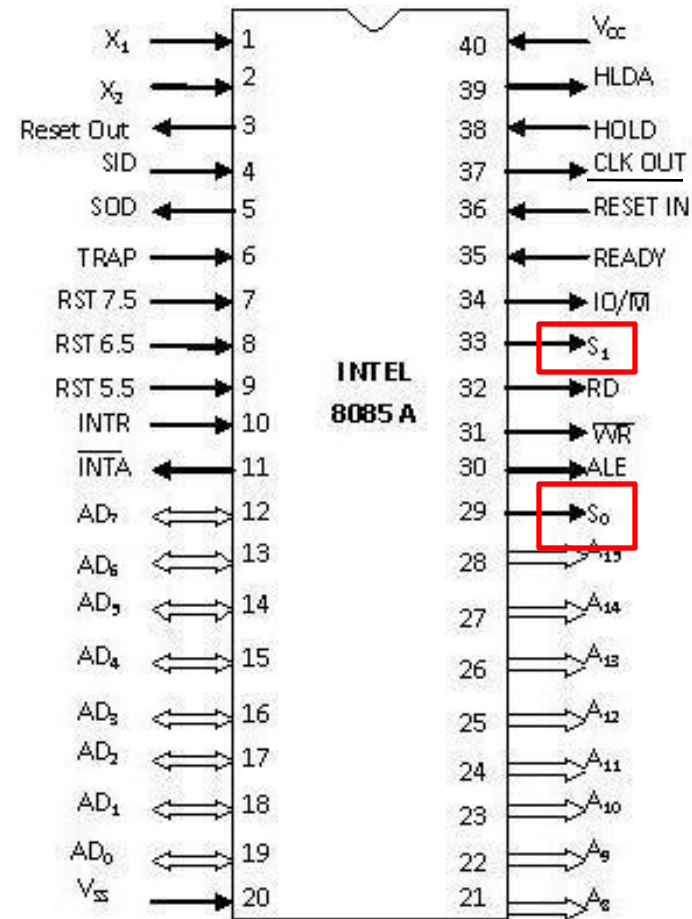 X₁ 1 40 Vcc
X₂ 2 39 HLDA
Reset Out 3 38 HOLD
SID 4 37 CLK OUT
SOD 5 36 RESET IN
TRAP 6 35 READY
RST 7.5 7 34 IO/M̅
RST 6.5 8 33 S₁
RST 5.5 9 32 RD
INTR 10 31 W̅R̅
I̅N̅T̅A̅ 11 30 ALE
AD₇ 12 29 S₀
AD₆ 13 28 A₁₅
AD₅ 14 27 A₁₄
AD₄ 15 26 A₁₃
AD₃ 16 25 A₁₂
AD₂ 17 24 A₁₁
AD₁ 18 23 A₁₀
AD₀ 19 22 A₉
Vss 20 21 A₈
INTEL
8085 A